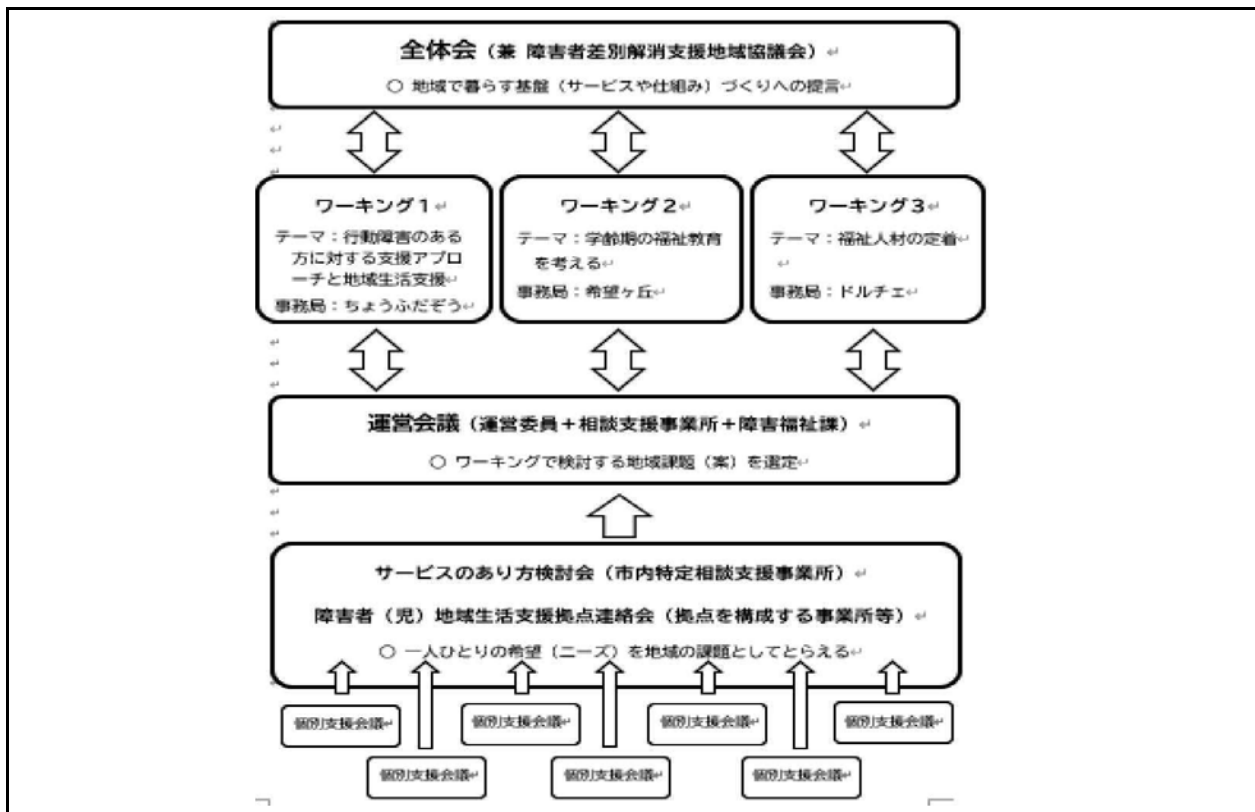 全体会（兼 障害者差別解消支援地域協議会）
○ 地域で暮らす基盤（サービスや仕組み）づくりへの提言
ワーキング１
テーマ：行動障害のある
方に対する支援アプロ
ーチと地域生活支援
事務局：ちょうふだぞう
ワーキング２
テーマ：学齢期の福祉教育
を考える
事務局：希望ヶ丘
ワーキング３
テーマ：福祉人材の定着
事務局：ドルチェ
運営会議（運営委員＋相談支援事業所＋障害福祉課）
○ ワーキングで検討する地域課題（案）を選定
サービスのあり方検討会（市内特定相談支援事業所）
障害者（児）地域生活支援拠点連絡会（拠点を構成する事業所等）
○ 一人ひとりの希望（ニーズ）を地域の課題としてとらえる
個別支援会議
個別支援会議
個別支援会議
個別支援会議
個別支援会議
個別支援会議
個別支援会議